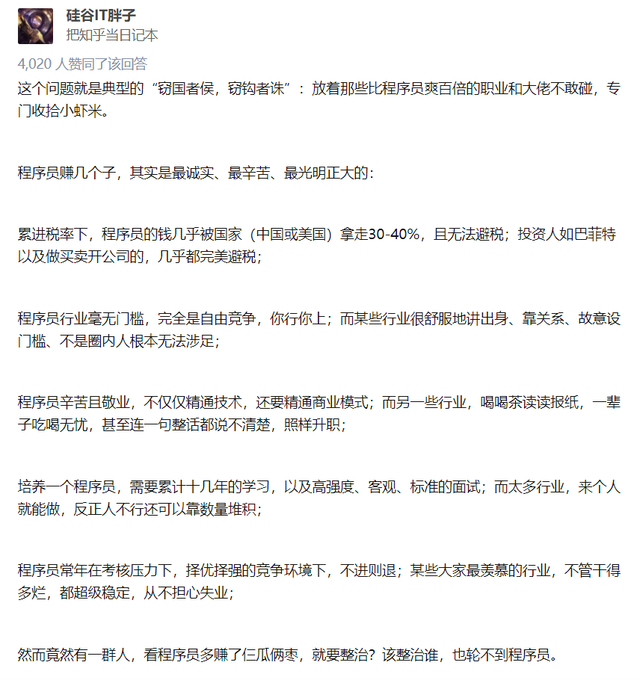 硅谷IT胖子
把知乎当日记本
4,020 人赞同了该回答
这个问题就是典型的“窃国者侯，窃钩者诛”：放着那些比程序员爽百倍的职业和大佬不敢碰，专
门收拾小虾米。
程序员赚几个子，其实是最诚实、最辛苦、最光明正大的：
累进税率下，程序员的钱几乎被国家（中国或美国）拿走30-40%，且无法避税；投资人如巴菲特
以及做买卖开公司的，几乎都完美避税；
程序员行业毫无门槛，完全是自由竞争，你行你上；而某些行业很舒服地讲出身、靠关系、故意设
门槛、不是圈内人根本无法涉足；
程序员辛苦且敬业，不仅仅精通技术，还要精通商业模式；而另一些行业，喝喝茶读读报纸，一辈
子吃喝无忧，甚至连一句整话都说不清楚，照样升职；
培养一个程序员，需要累计十几年的学习，以及高强度、客观、标准的面试；而太多行业，来个人
就能做，反正人不行还可以靠数量堆积；
程序员常年在考核压力下，择优择强的竞争环境下，不进则退；某些大家最羡慕的行业，不管干得
多烂，都超级稳定，从不担心失业；
然而竟然有一群人，看程序员多赚了仨瓜俩枣，就要整治？该整治谁，也轮不到程序员。